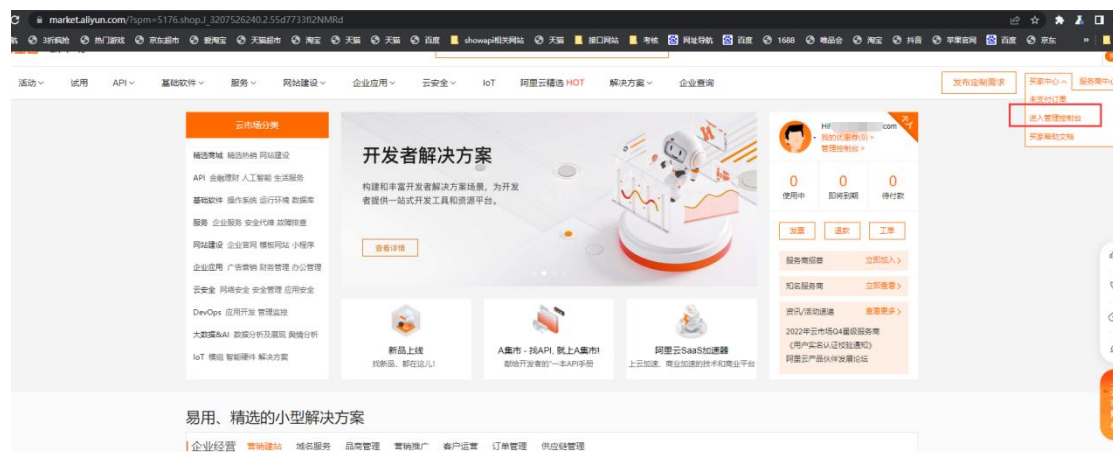 market.aliyun.com/?spm=5176.shop.J_3207526240.2.55d7733fI2NMRd
3折疯抢 热门游戏 京东超市 爱淘宝 天猫超市 淘宝 天猫 天猫 百度 showapi相关网站 天猫 接口网站 考核 网址导航 百度 1688 唯品会 淘宝 抖音 苹果官网 百度 京东 »
活动 试用 API 基础软件 服务 网站建设 企业应用 云安全 IoT 阿里云精选 HOT 解决方案 企业查询 发布定制需求 买家中心 服务商中心
未支付订单
进入管理控制台
买家帮助文档
云市场分类
精选商城 精选热销 网站建设
API 金融理财 人工智能 生活服务
基础软件 操作系统 运行环境 数据库
服务 企业服务 安全代维 故障排查
网站建设 企业官网 模板网站 小程序
企业应用 广告营销 财务管理 办公管理
云安全 网络安全 安全管理 应用安全
DevOps 应用开发 管理监控
大数据&AI 数据分析及展现 舆情分析
IoT 模组 智能硬件 解决方案
开发者解决方案
构建和丰富开发者解决方案场景，为开发
者提供一站式开发工具和资源
平台。
查看详情
Hi! com
我的优惠券(0) >
管理控制台 >
0 0 0
使用中 即将到期 待付款
发票 退款 工单
服务商招募 立即加入 >
知名服务商 立即查看 >
资讯/活动速递 查看更多 >
2022年云市场Q4星级服务商
《用户实名认证校验通知》
阿里云产品伙伴发展论坛
新品上线
找新品，都在这儿!
A集市 - 找API, 就上A集市!
献给开发者的“一本API手册
阿里云SaaS加速器
上云加速，商业加速的技术和商业平台
易用、精选的小型解决方案
企业经营 营销建站 域名服务 品商管理 营销推广 客户运营 订单管理 供应链管理